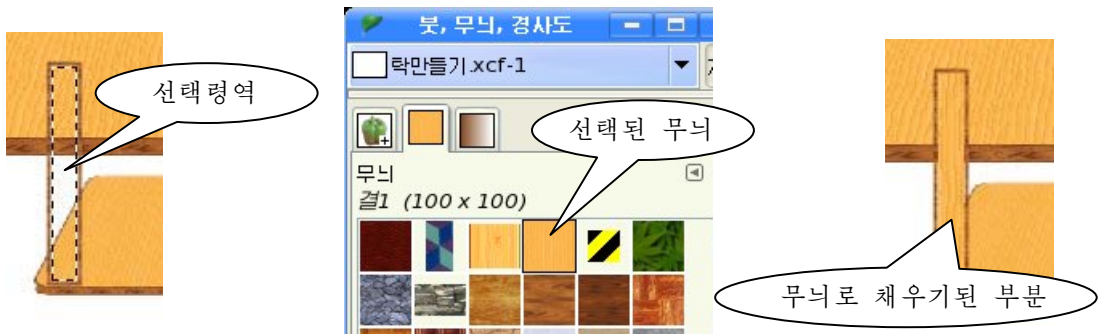 선택령역
붓, 무늬, 경사도
락만들기.xcf-1
선택된 무늬
무늬
결1 (100 x 100)
무늬로 채우기된 부분